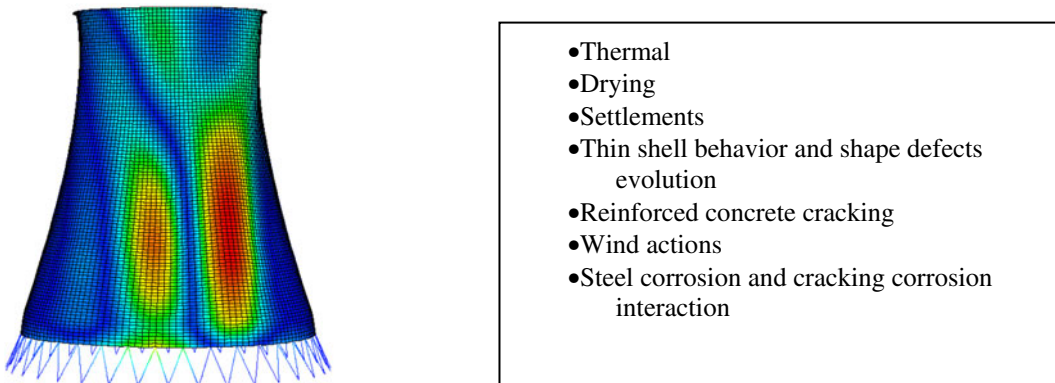 •Thermal
•Drying
•Settlements
•Thin shell behavior and shape defects
evolution
•Reinforced concrete cracking
•Wind actions
•Steel corrosion and cracking corrosion
interaction